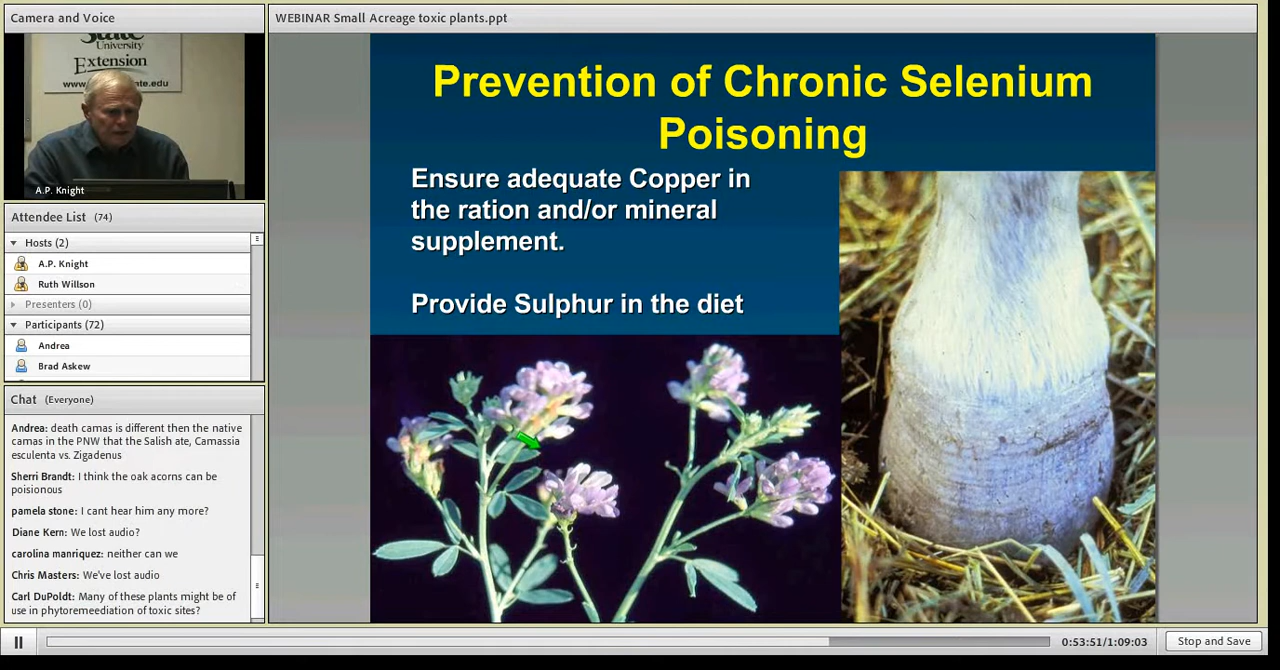 Camera and Voice
State
University
Extension
A.P. Knight
Attendee List (74)
Hosts (2)
A.P. Knight
Ruth Willson
Presenters (0)
Participants (72)
Andrea
Brad Askew
Chat (Everyone)
Andrea: death camas is different then the native
camas in the PNW that the Salish ate, Camassia
esculenta vs. Zigadenus
Sherri Brandt: I think the oak acorns can be
poisionous
pamela stone: I cant hear him any more?
Diane Kern: We lost audio?
carolina manriquez: neither can we
Chris Masters: We've lost audio
Carl DuPoldt: Many of these plants might be of
use in phytoremeediation of toxic sites?
WEBINAR Small Acreage toxic plants.ppt
Prevention of Chronic Selenium
Poisoning
Ensure adequate Copper in
the ration and/or mineral
supplement.
Provide Sulphur in the diet
0:53:51/1:09:03
Stop and Save